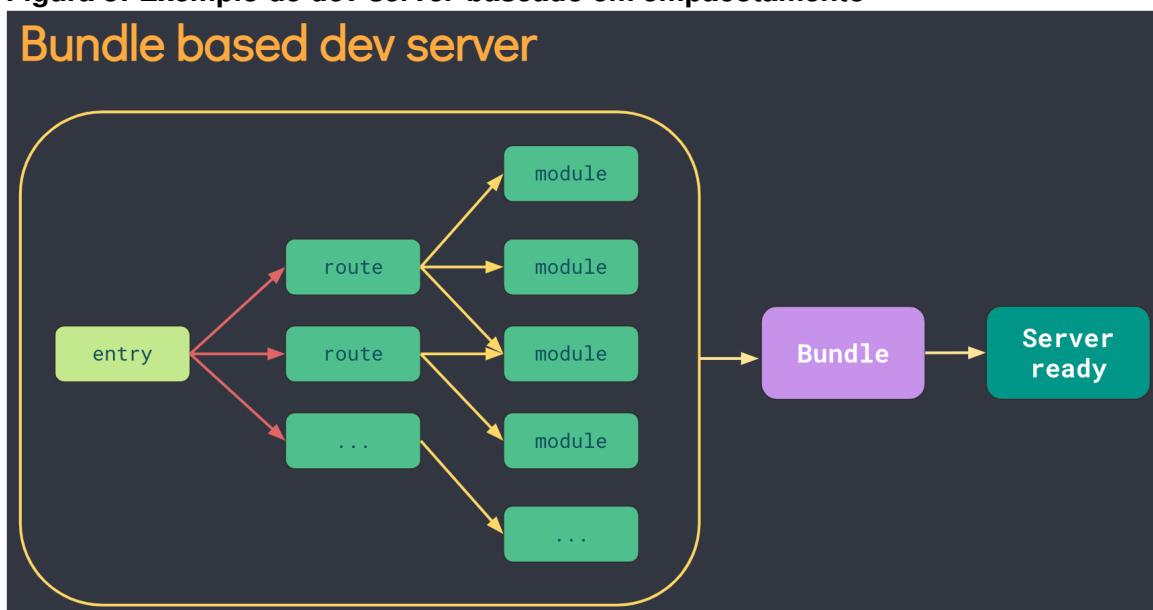 Bundle based dev server
module
route
module
entry
route
module
...
module
...
Bundle
Server
ready